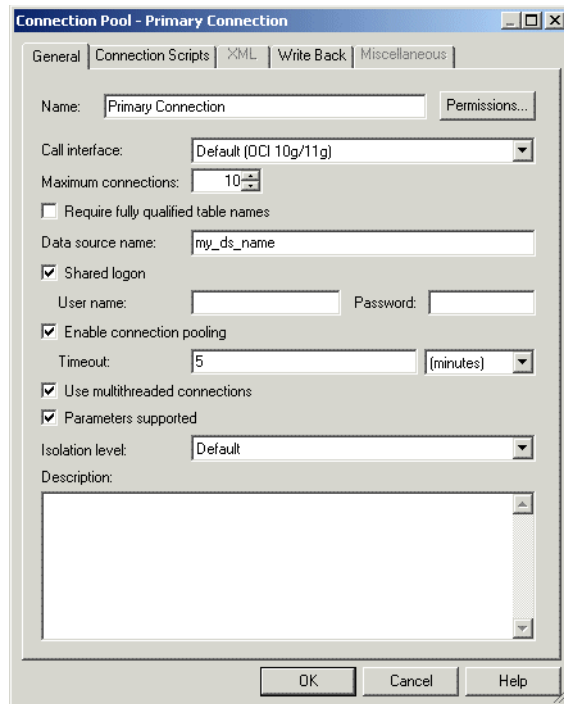 Connection Pool - Primary Connection
General Connection Scripts XML Write Back Miscellaneous
Name: Primary Connection Permissions...
Call interface: Default (OCI 10g/11g)
Maximum connections: 10
Require fully qualified table names
Data source name: my_ds_name
Shared logon
User name: Password:
Enable connection pooling
Timeout: 5 (minutes)
Use multithreaded connections
Parameters supported
Isolation level: Default
Description:
OK Cancel Help